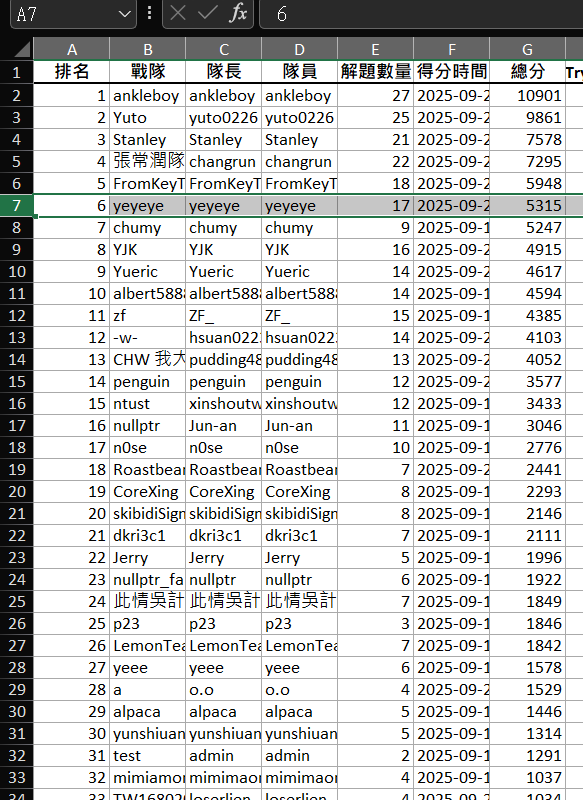 A7 fx 6
A B C D E F G
1 排名 戰隊 隊長 隊員 解題數量 得分時間 總分 Try
2 1 ankleboy ankleboy ankleboy 27 2025-09-2 10901
3 2 Yuto yuto0226 yuto0226 25 2025-09-2 9861
4 3 Stanley Stanley Stanley 21 2025-09-2 7578
5 4 張常潤隊 changrun changrun 22 2025-09-2 7295
6 5 FromKeyT FromKeyT FromKeyT 18 2025-09-2 5948
7 6 yeyeye yeyeye yeyeye 17 2025-09-2 5315
8 7 chumy chumy chumy 9 2025-09-1 5247
9 8 YJK YJK YJK 16 2025-09-2 4915
10 9 Yueric Yueric Yueric 14 2025-09-2 4617
11 10 albert5888 albert5888 albert5888 14 2025-09-1 4594
12 11 zf ZF_ ZF_ 15 2025-09-1 4385
13 12 -w- hsuan022 hsuan022 14 2025-09-2 4103
14 13 CHW 我大 pudding48 pudding48 13 2025-09-2 4052
15 14 penguin penguin penguin 12 2025-09-2 3577
16 15 ntust xinshoutw xinshoutw 12 2025-09-1 3433
17 16 nullptr Jun-an Jun-an 11 2025-09-1 3046
18 17 n0se n0se n0se 10 2025-09-1 2776
19 18 Roastbear Roastbear Roastbear 7 2025-09-2 2441
20 19 CoreXing CoreXing CoreXing 8 2025-09-1 2293
21 20 skibidiSign skibidiSign skibidiSign 8 2025-09-1 2146
22 21 dkri3c1 dkri3c1 dkri3c1 7 2025-09-1 2111
23 22 Jerry Jerry Jerry 5 2025-09-1 1996
24 23 nullptr_fa nullptr nullptr 6 2025-09-1 1922
25 24 此情吳計 此情吳計 此情吳計 7 2025-09-1 1849
26 25 p23 p23 p23 3 2025-09-1 1846
27 26 LemonTea LemonTea LemonTea 7 2025-09-1 1842
28 27 yeee yeee yeee 6 2025-09-1 1578
29 28 a o.o o.o 4 2025-09-2 1529
30 29 alpaca alpaca alpaca 5 2025-09-1 1446
31 30 yunshiuan yunshiuan yunshiuan 5 2025-09-1 1314
32 31 test admin admin 2 2025-09-1 1291
33 32 mimiamor mimimaor mimimaor 4 2025-09-1 1037
34 33 TW16802 loserlien loserlien 4 2025-09-1 1034